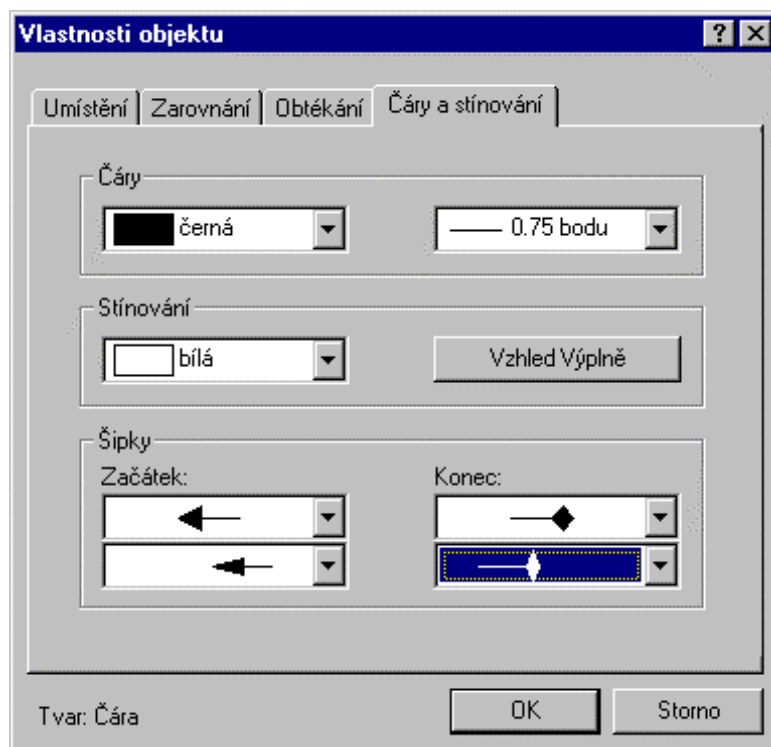 Vlastnosti objektu
Umístění Zarovnání Obtékání Čáry a stínování
Čáry
černá 0.75 bodu
Stínování
bílá Vzhled Výplně
Šipky
Začátek: Konec:
Tvar: Čára OK Storno